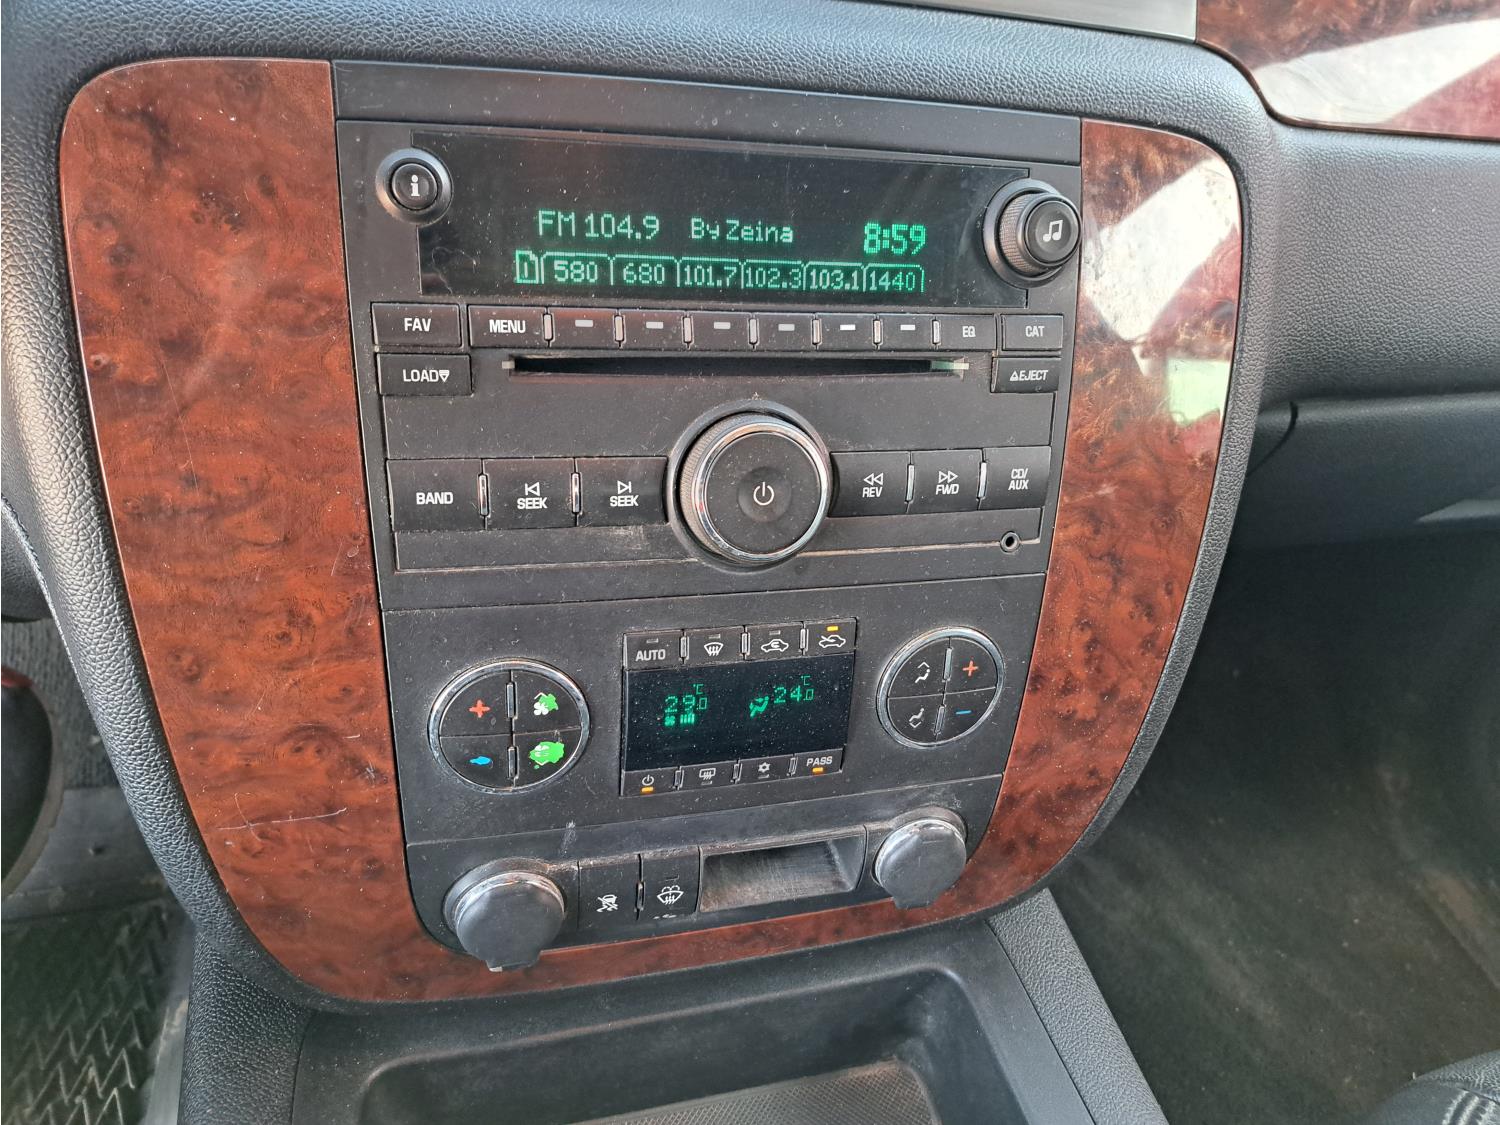 FM 104.9 By Zeina 8:59
1 580 680 101.7 102.3 103.1 1440
FAV MENU EQ CAT
LOAD EJECT
BAND SEEK SEEK REV FWD CD/AUX
AUTO
29.0 °C 24.0 °C
PASS